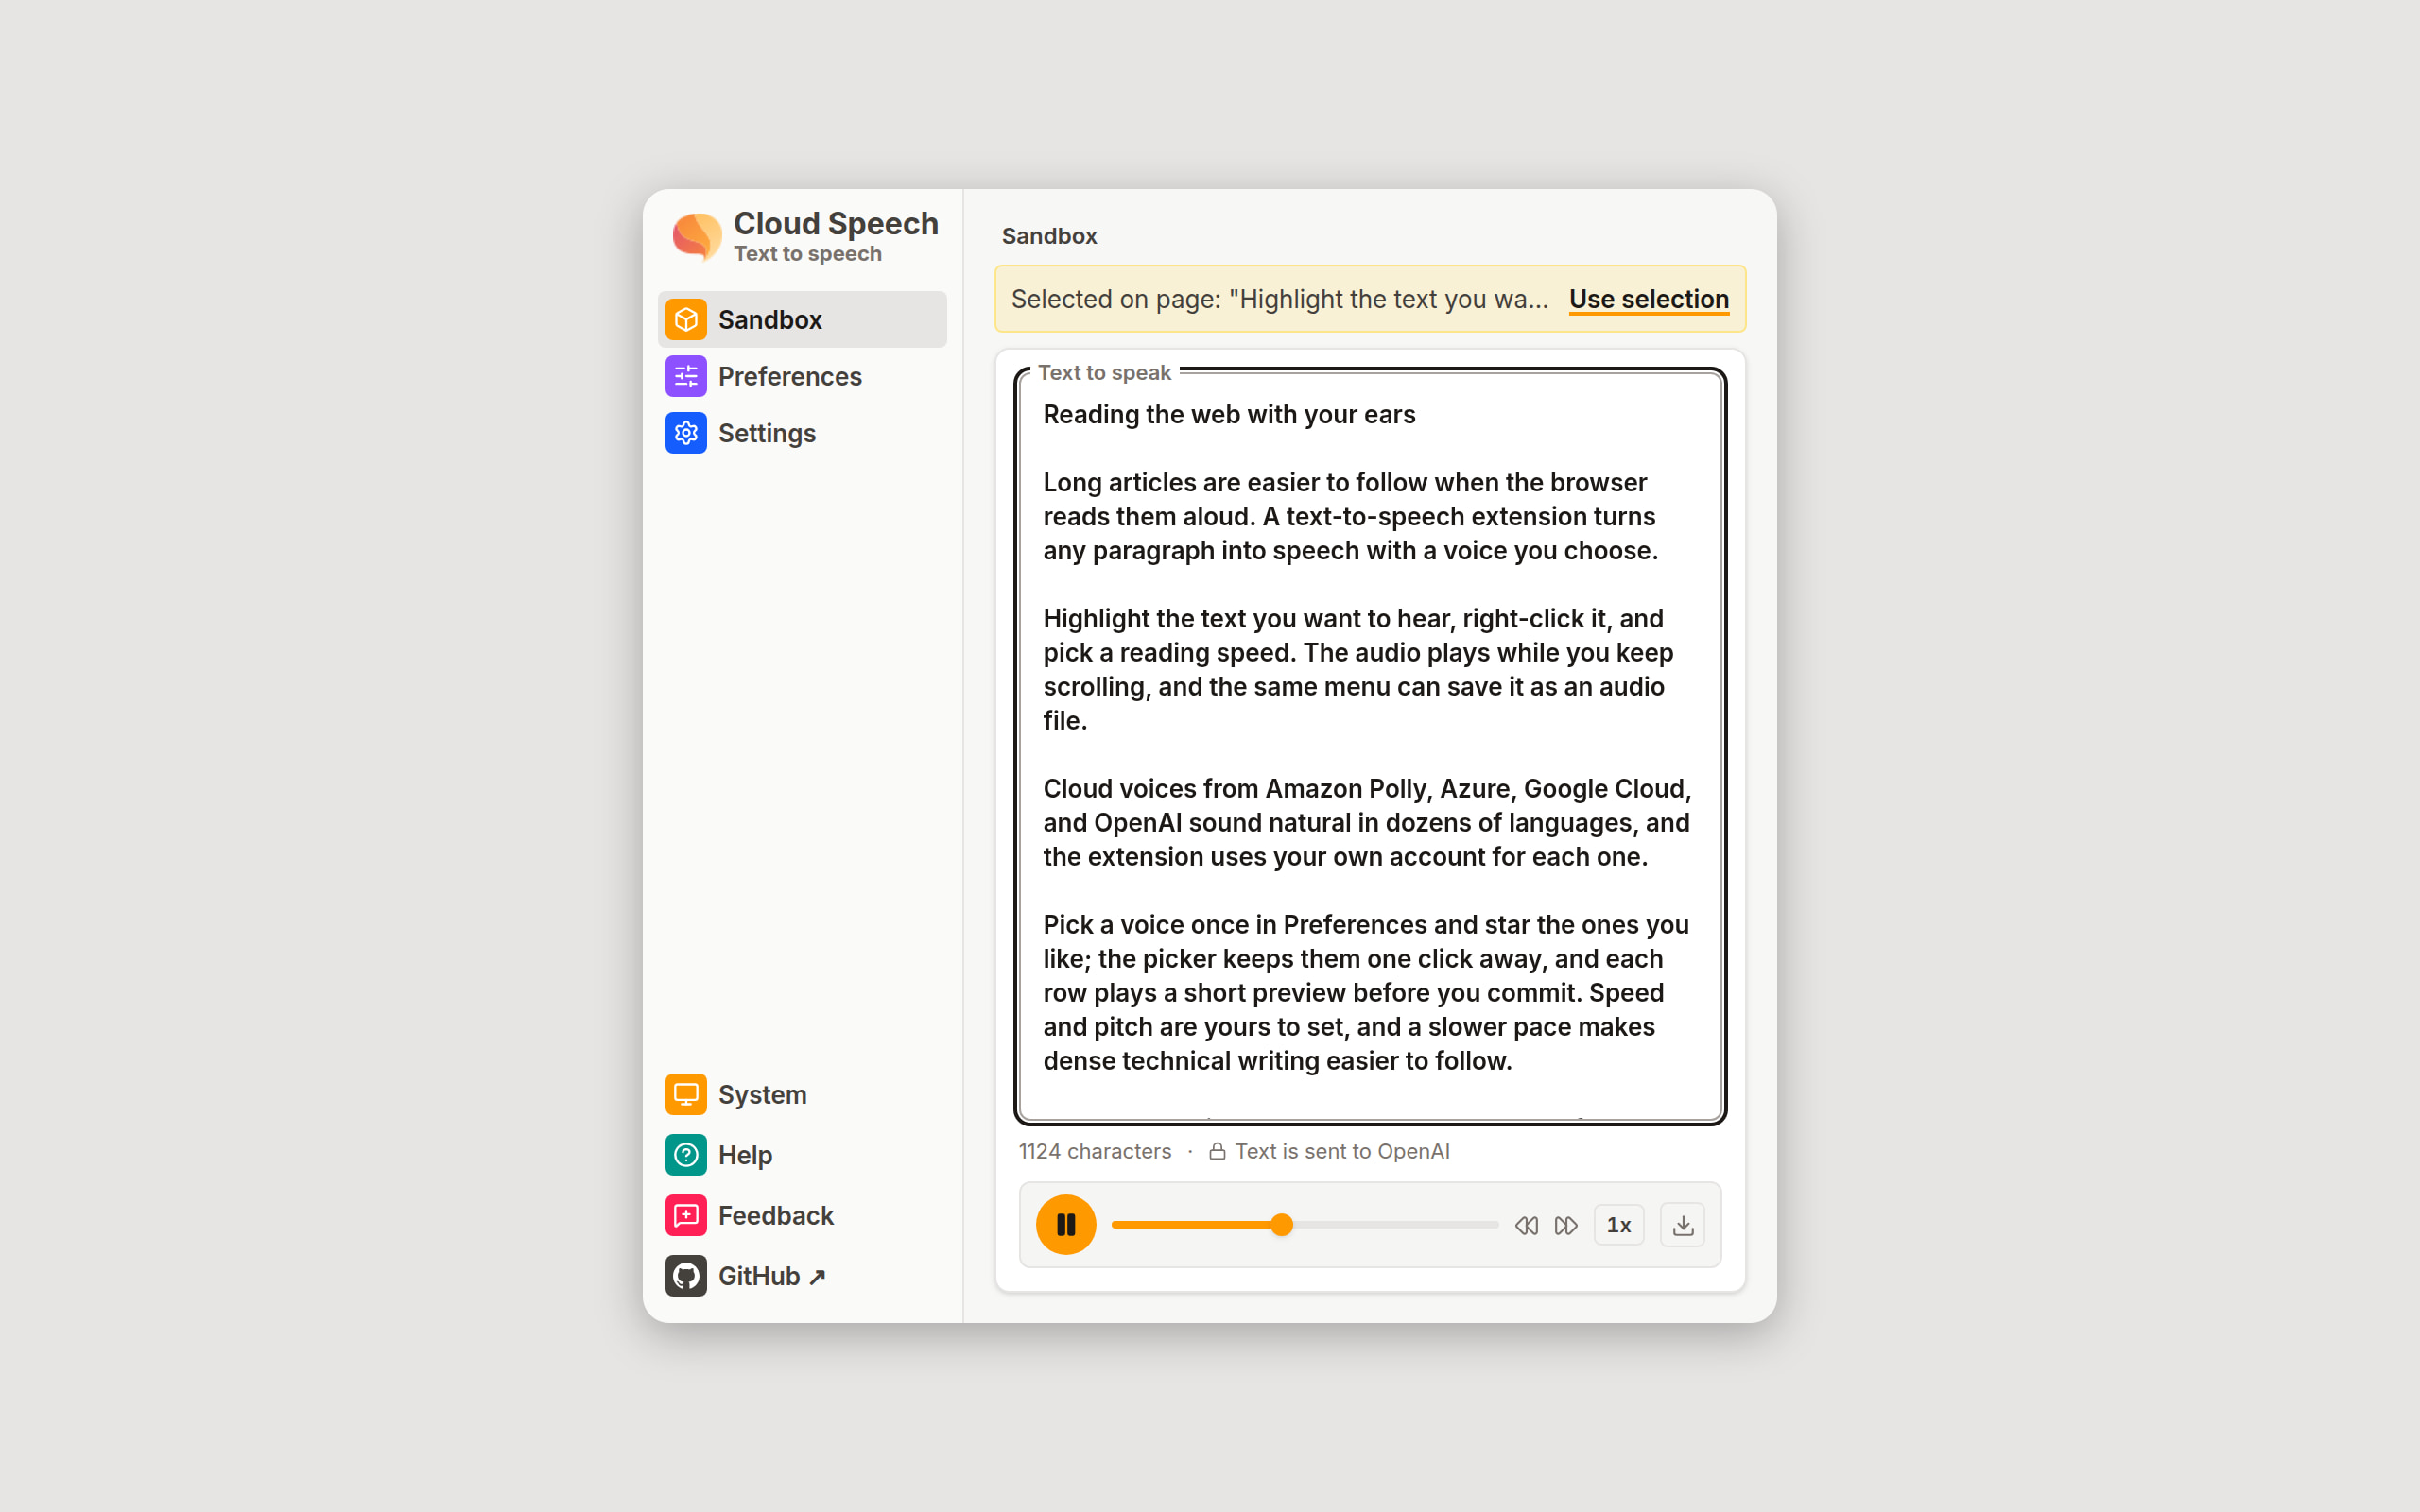 Cloud Speech
Text to speech
Sandbox
Preferences
Settings
System
Help
Feedback
GitHub ↗
Sandbox
Selected on page: "Highlight the text you wa... Use selection
Text to speak
Reading the web with your ears
Long articles are easier to follow when the browser
reads them aloud. A text-to-speech extension turns
any paragraph into speech with a voice you choose.
Highlight the text you want to hear, right-click it, and
pick a reading speed. The audio plays while you keep
scrolling, and the same menu can save it as an audio
file.
Cloud voices from Amazon Polly, Azure, Google Cloud,
and OpenAI sound natural in dozens of languages, and
the extension uses your own account for each one.
Pick a voice once in Preferences and star the ones you
like; the picker keeps them one click away, and each
row plays a short preview before you commit. Speed
and pitch are yours to set, and a slower pace makes
dense technical writing easier to follow.
1124 characters · Text is sent to OpenAI
1x